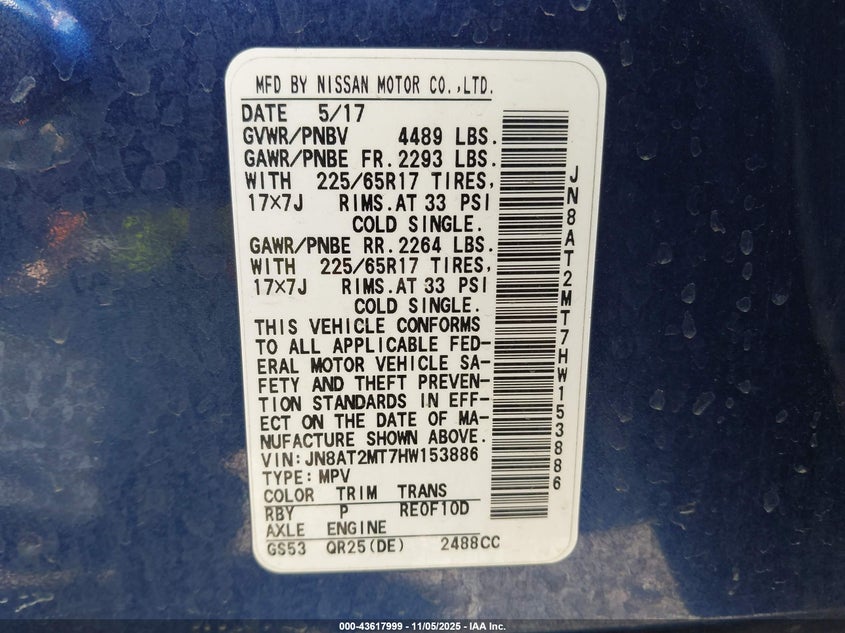 MFD BY NISSAN MOTOR CO.,LTD.
DATE 5/17
GVWR/PNBV 4489 LBS.
GAWR/PNBE FR. 2293 LBS.
WITH 225/65R17 TIRES,
17×7J RIMS. AT 33 PSI
COLD SINGLE.
GAWR/PNBE RR. 2264 LBS.
WITH 225/65R17 TIRES,
17×7J RIMS. AT 33 PSI
COLD SINGLE.
THIS VEHICLE CONFORMS
TO ALL APPLICABLE FED-
ERAL MOTOR VEHICLE SA-
FETY AND THEFT PREVEN-
TION STANDARDS IN EFF-
ECT ON THE DATE OF MA-
NUFACTURE SHOWN ABOVE.
VIN:JN8AT2MT7HW153886
TYPE:MPV
COLOR TRIM TRANS
RBY P RE0F10D
AXLE ENGINE
GS53 QR25(DE) 2488CC
JN8AT2MT7HW153886
000-43617999 — 11/05/2025 — IAA Inc.